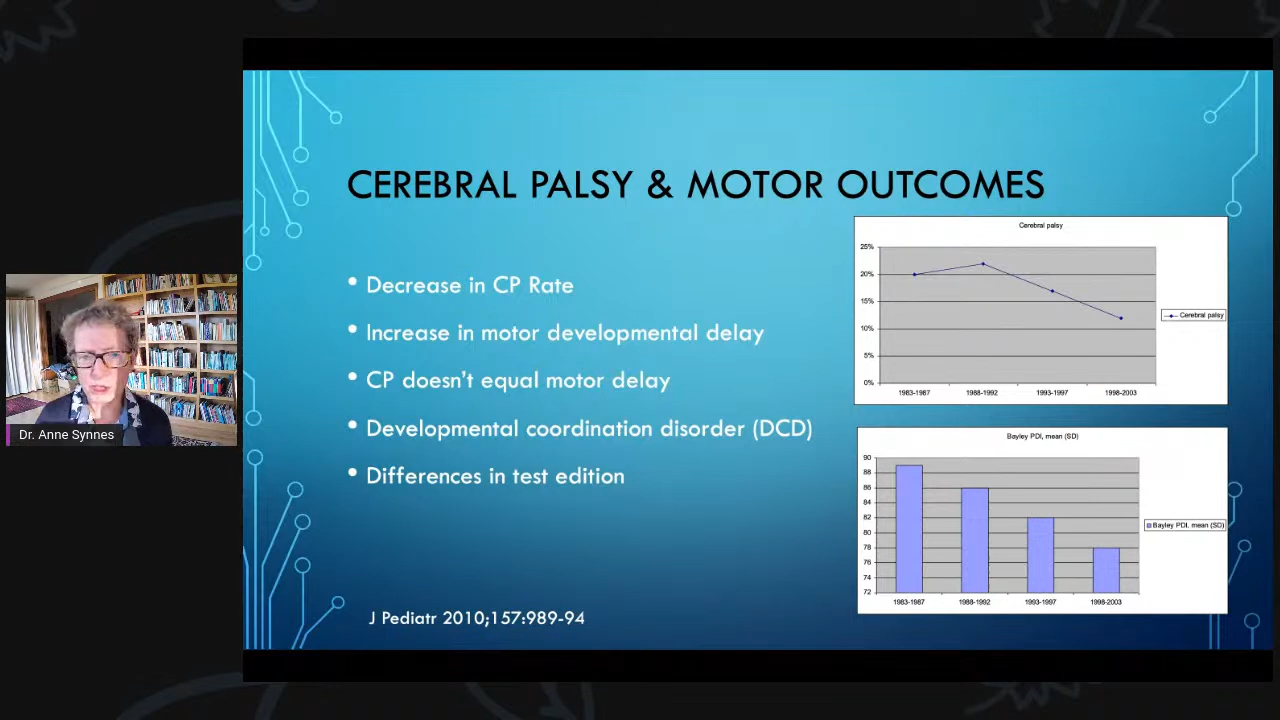 CEREBRAL PALSY & MOTOR OUTCOMES
• Decrease in CP Rate
• Increase in motor developmental delay
• CP doesn't equal motor delay
• Developmental coordination disorder (DCD)
• Differences in test edition
J Pediatr 2010;157:989-94
Cerebral palsy
25%
20%
15%
10%
5%
0%
1983-1987 1988-1992 1993-1997 1998-2003
Cerebral palsy
Bayley PDI, mean (SD)
90
88
86
84
82
80
78
76
74
72
1983-1987 1988-1992 1993-1997 1998-2003
Bayley PDI, mean (SD)
Dr. Anne Synnes